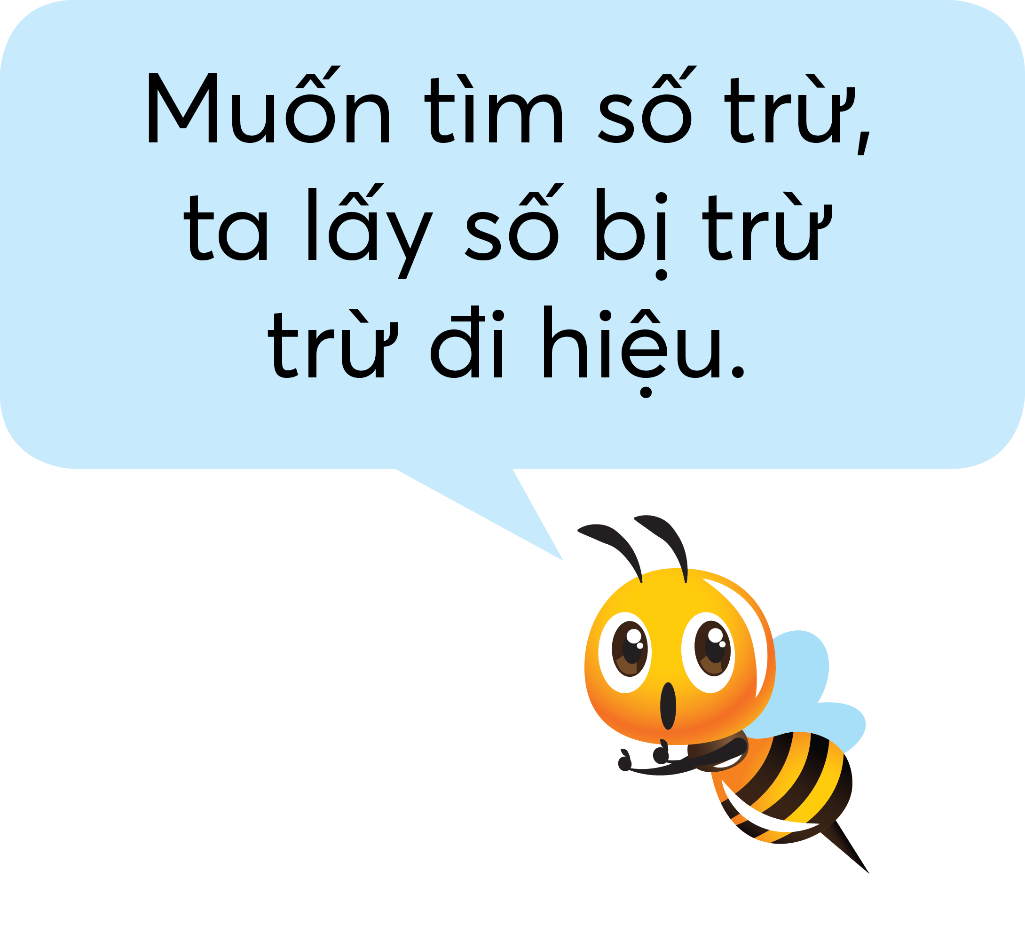 Muốn tìm số trừ,
ta lấy số bị trừ
trừ đi hiệu.